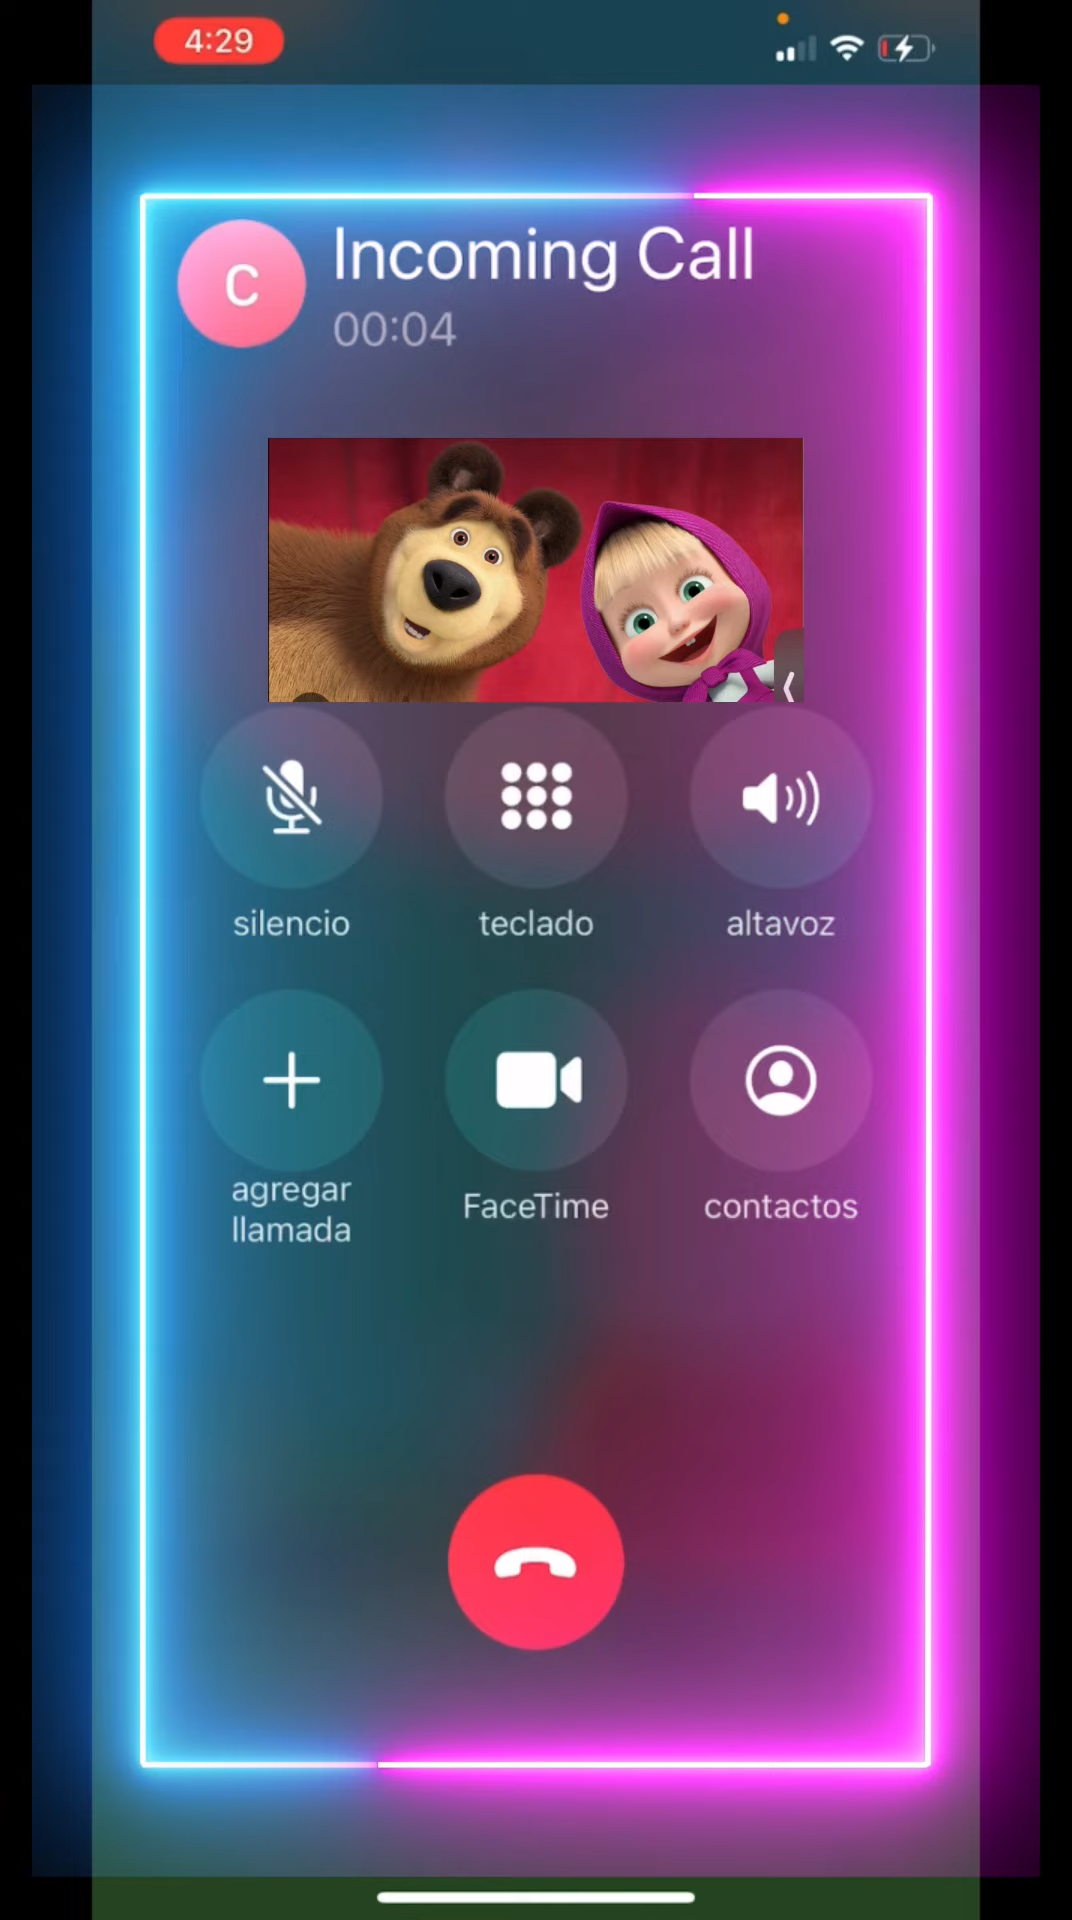 4:29
C
Incoming Call
00:04
silencio
teclado
altavoz
agregar
llamada
FaceTime
contactos